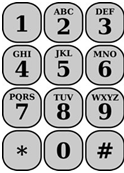 1 ABC 2 DEF 3
GHI 4 JKL 5 MNO 6
PQRS 7 TUV 8 WXYZ 9
* 0 #